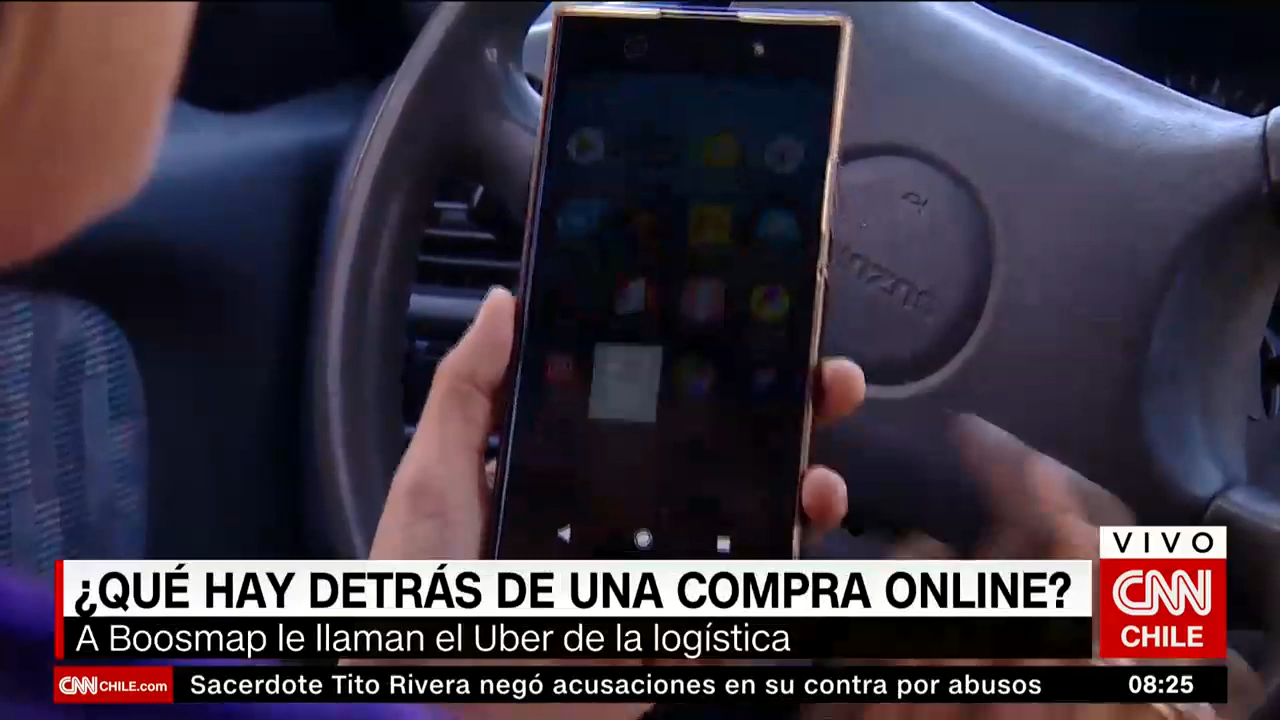 SUZUKI
VIVO
CNN
CHILE
¿QUÉ HAY DETRÁS DE UNA COMPRA ONLINE?
A Boosmap le llaman el Uber de la logística
CNNCHILE.com
Sacerdote Tito Rivera negó acusaciones en su contra por abusos
08:25